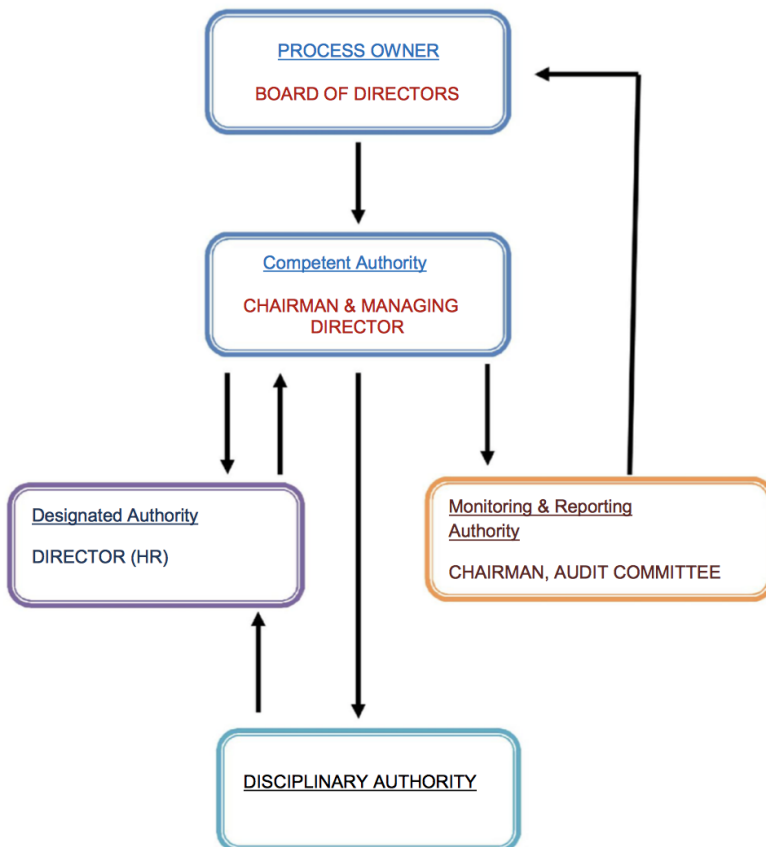 PROCESS OWNER
BOARD OF DIRECTORS
Competent Authority
CHAIRMAN & MANAGING
DIRECTOR
Designated Authority
DIRECTOR (HR)
Monitoring & Reporting
Authority
CHAIRMAN, AUDIT COMMITTEE
DISCIPLINARY AUTHORITY